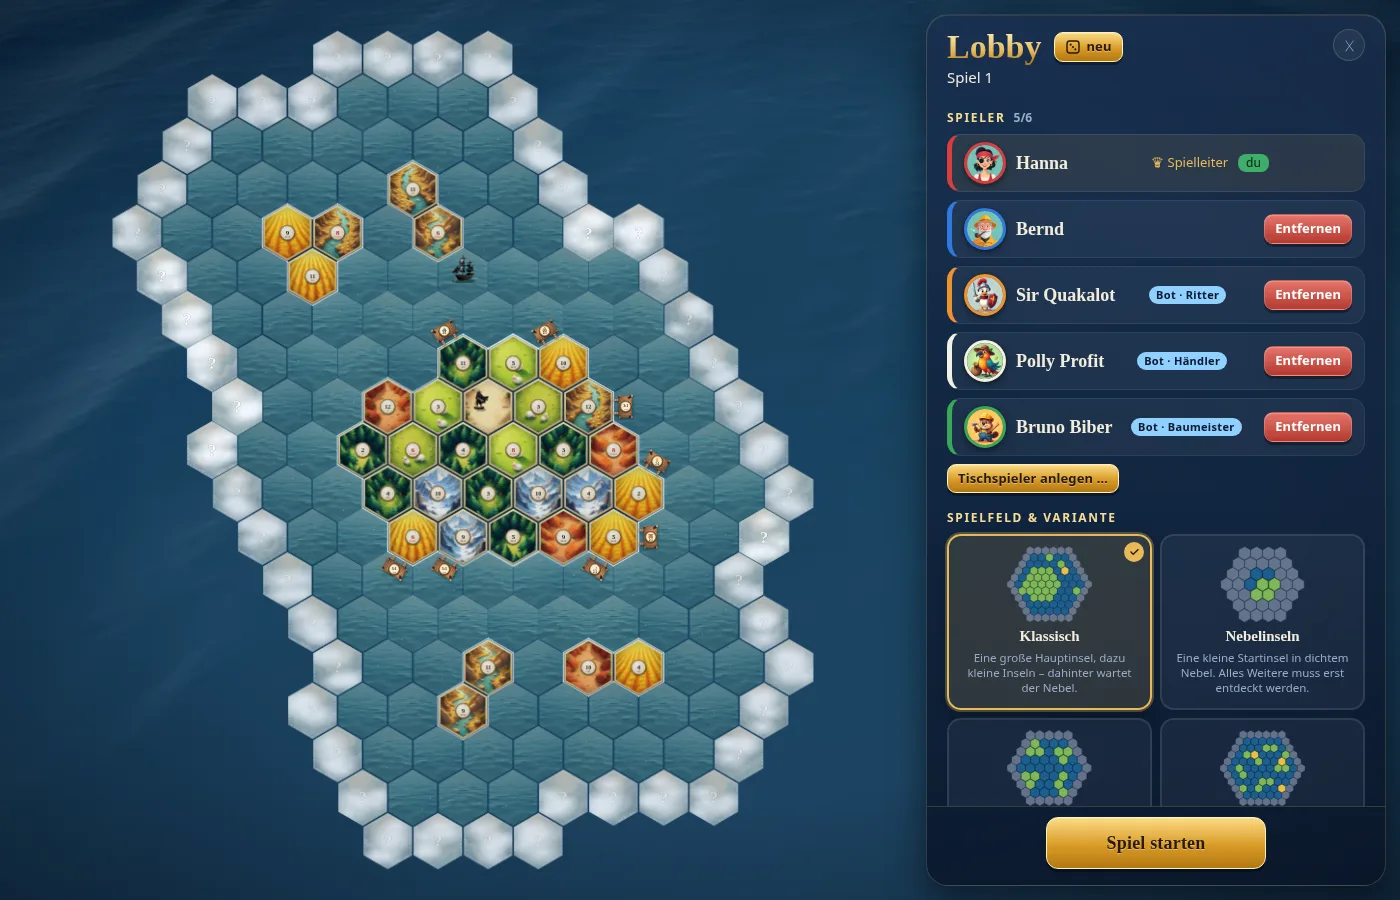 Lobby
neu
X
Spiel 1
SPIELER 5/6
Hanna
Spielleiter
du
Bernd
Entfernen
Sir Quakalot
Bot · Ritter
Entfernen
Polly Profit
Bot · Händler
Entfernen
Bruno Biber
Bot · Baumeister
Entfernen
Tischspieler anlegen ...
SPIELFELD & VARIANTE
Klassisch
Eine große Hauptinsel, dazu
kleine Inseln – dahinter wartet
der Nebel.
Nebelinseln
Eine kleine Startinsel in dichtem
Nebel. Alles Weitere muss erst
entdeckt werden.
Spiel starten